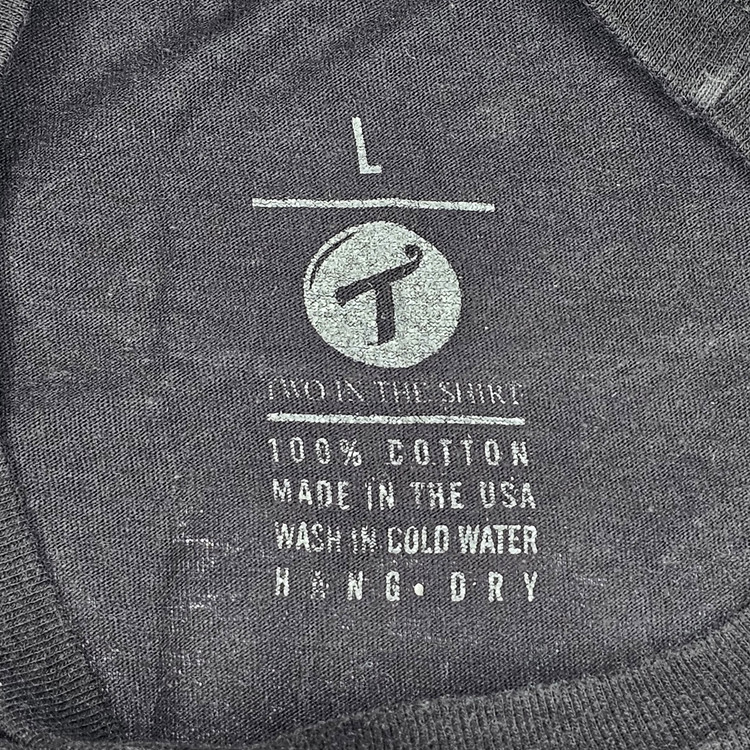 L
T
TWO IN THE SHIRT
100% COTTON
MADE IN THE USA
WASH IN COLD WATER
HANG • DRY